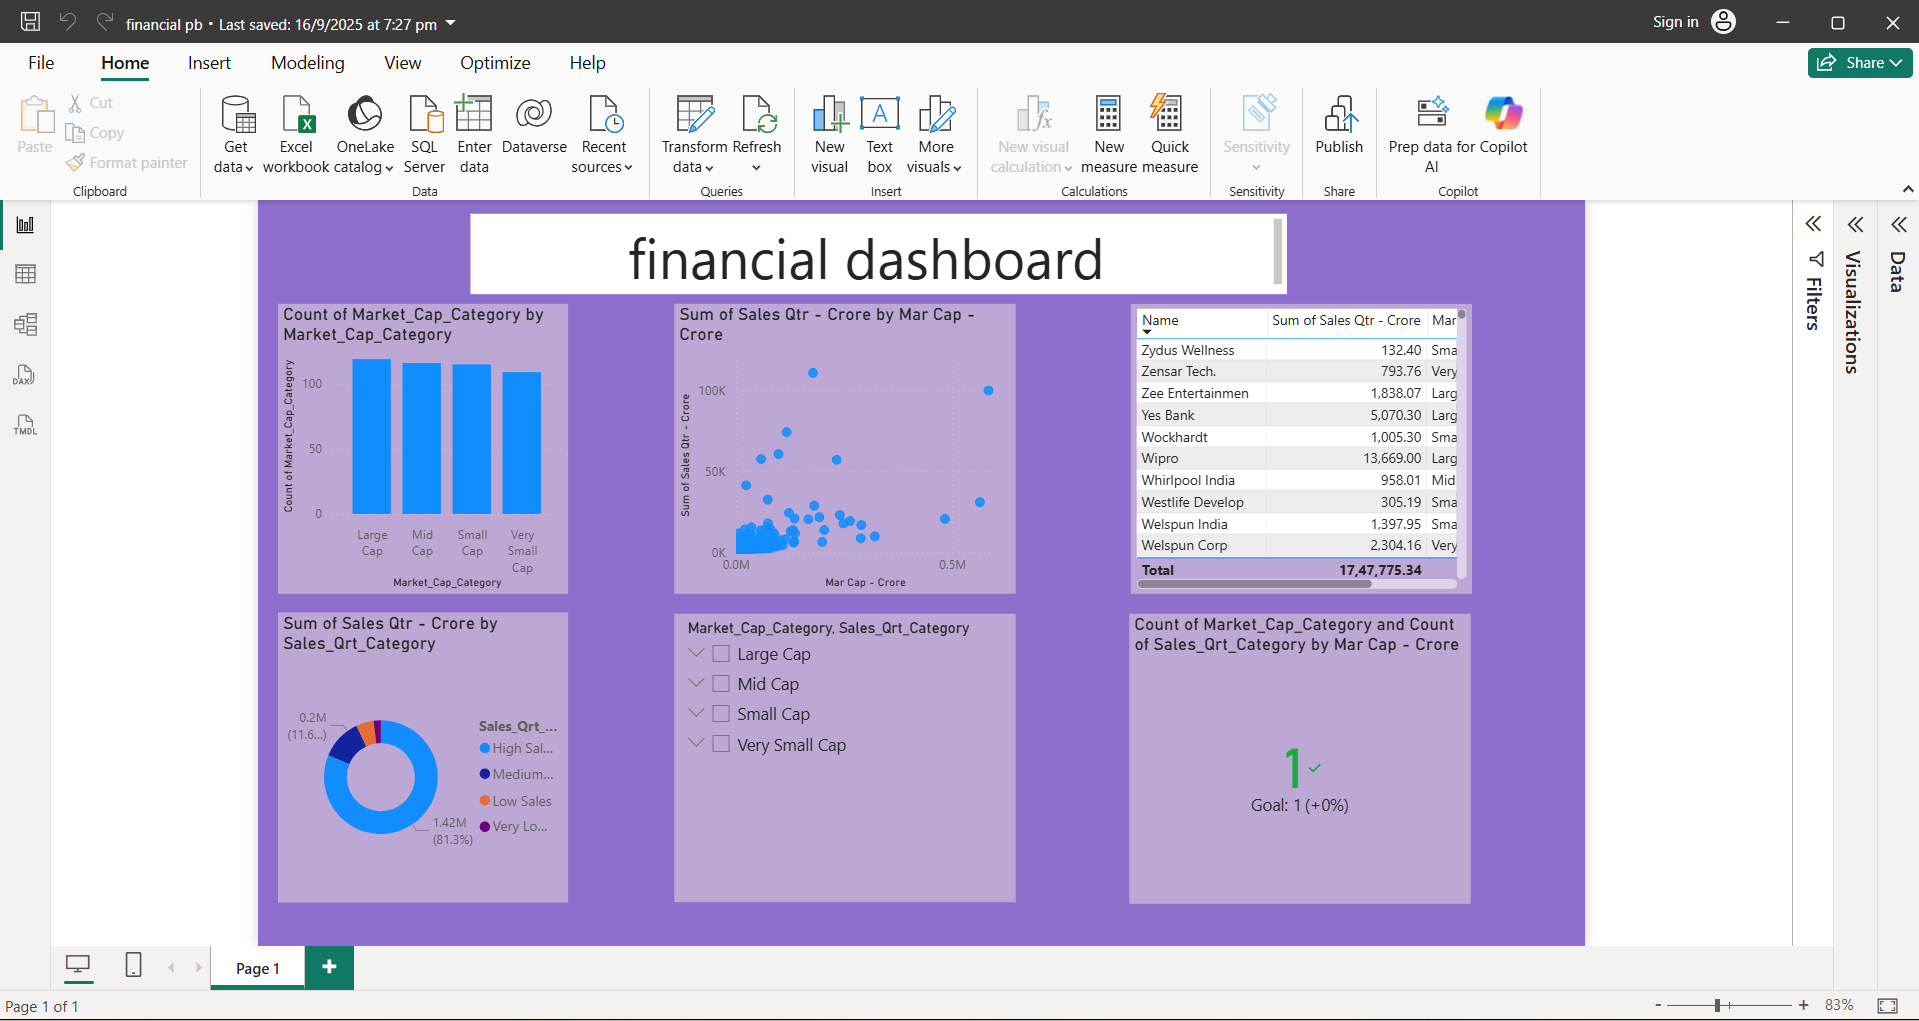 financial pb • Last saved: 16/9/2025 at 7:27 pm
Sign in
File Home Insert Modeling View Optimize Help
Share
Paste
Cut
Copy
Format painter
Clipboard
Get data
Excel workbook
OneLake catalog
SQL Server
Enter data
Dataverse
Recent sources
Data
Transform data
Refresh
Queries
New visual
Text box
More visuals
Insert
New visual calculation
New measure
Quick measure
Calculations
Sensitivity
Sensitivity
Publish
Share
Prep data for AI
Copilot
Copilot
DAX
TMDL
financial dashboard
Count of Market_Cap_Category by
Market_Cap_Category
Count of Market_Cap_Category
100
50
0
Large Cap
Mid Cap
Small Cap
Very Small Cap
Market_Cap_Category
Sum of Sales Qtr - Crore by Mar Cap -
Crore
Sum of Sales Qtr - Crore
100K
50K
0K
0.0M 0.5M
Mar Cap - Crore
Name Sum of Sales Qtr - Crore Mar
Zydus Wellness 132.40 Sma
Zensar Tech. 793.76 Very
Zee Entertainmen 1,838.07 Larg
Yes Bank 5,070.30 Larg
Wockhardt 1,005.30 Sma
Wipro 13,669.00 Larg
Whirlpool India 958.01 Mid
Westlife Develop 305.19 Sma
Welspun India 1,397.95 Sma
Welspun Corp 2,304.16 Very
Total 17,47,775.34
Sum of Sales Qtr - Crore by
Sales_Qrt_Category
0.2M
(11.6...)
1.42M
(81.3%)
Sales_Qrt_...
High Sal...
Medium...
Low Sales
Very Lo...
Market_Cap_Category, Sales_Qrt_Category
Large Cap
Mid Cap
Small Cap
Very Small Cap
Count of Market_Cap_Category and Count
of Sales_Qrt_Category by Mar Cap - Crore
1
Goal: 1 (+0%)
Filters
Visualizations
Data
Page 1
Page 1 of 1
- + 83%